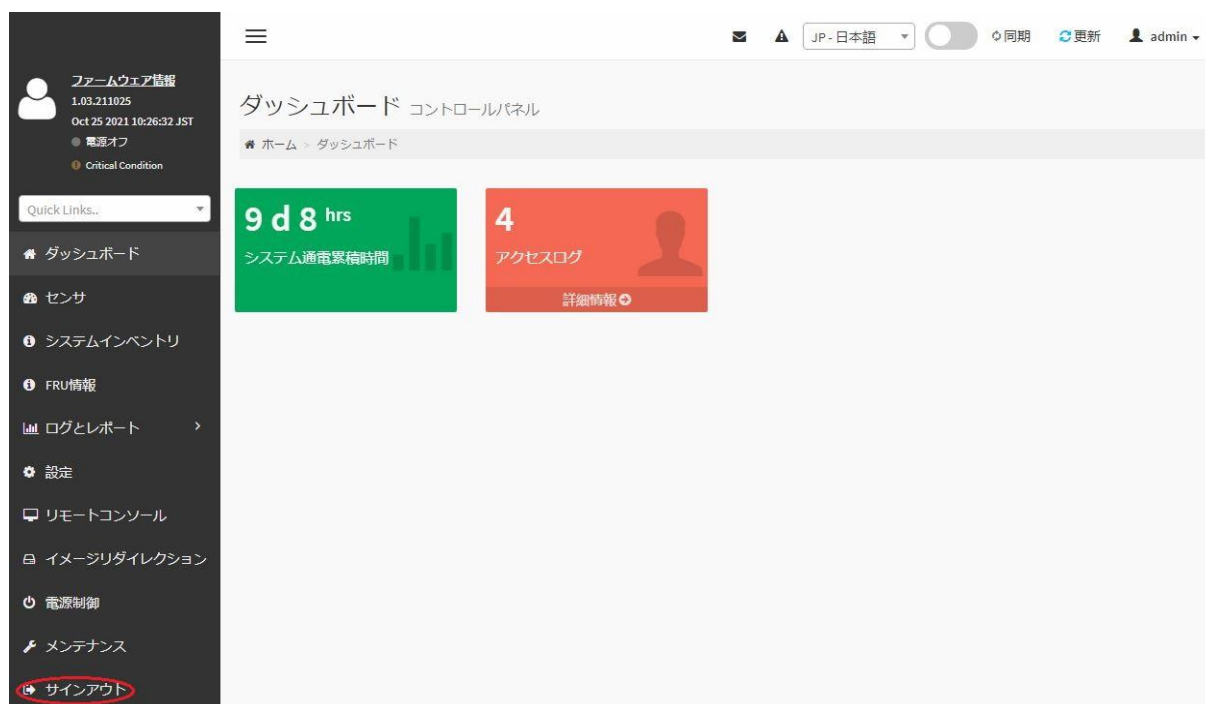 JP - 日本語
同期
更新
admin
ファームウェア情報
1.03.211025
Oct 25 2021 10:26:32 JST
電源オフ
Critical Condition
Quick Links..
ダッシュボード
センサ
システムインベントリ
FRU情報
ログとレポート
設定
リモートコンソール
イメージリダイレクション
電源制御
メンテナンス
サインアウト
ダッシュボード コントロールパネル
ホーム > ダッシュボード
9 d 8 hrs
システム通電累積時間
4
アクセスログ
詳細情報